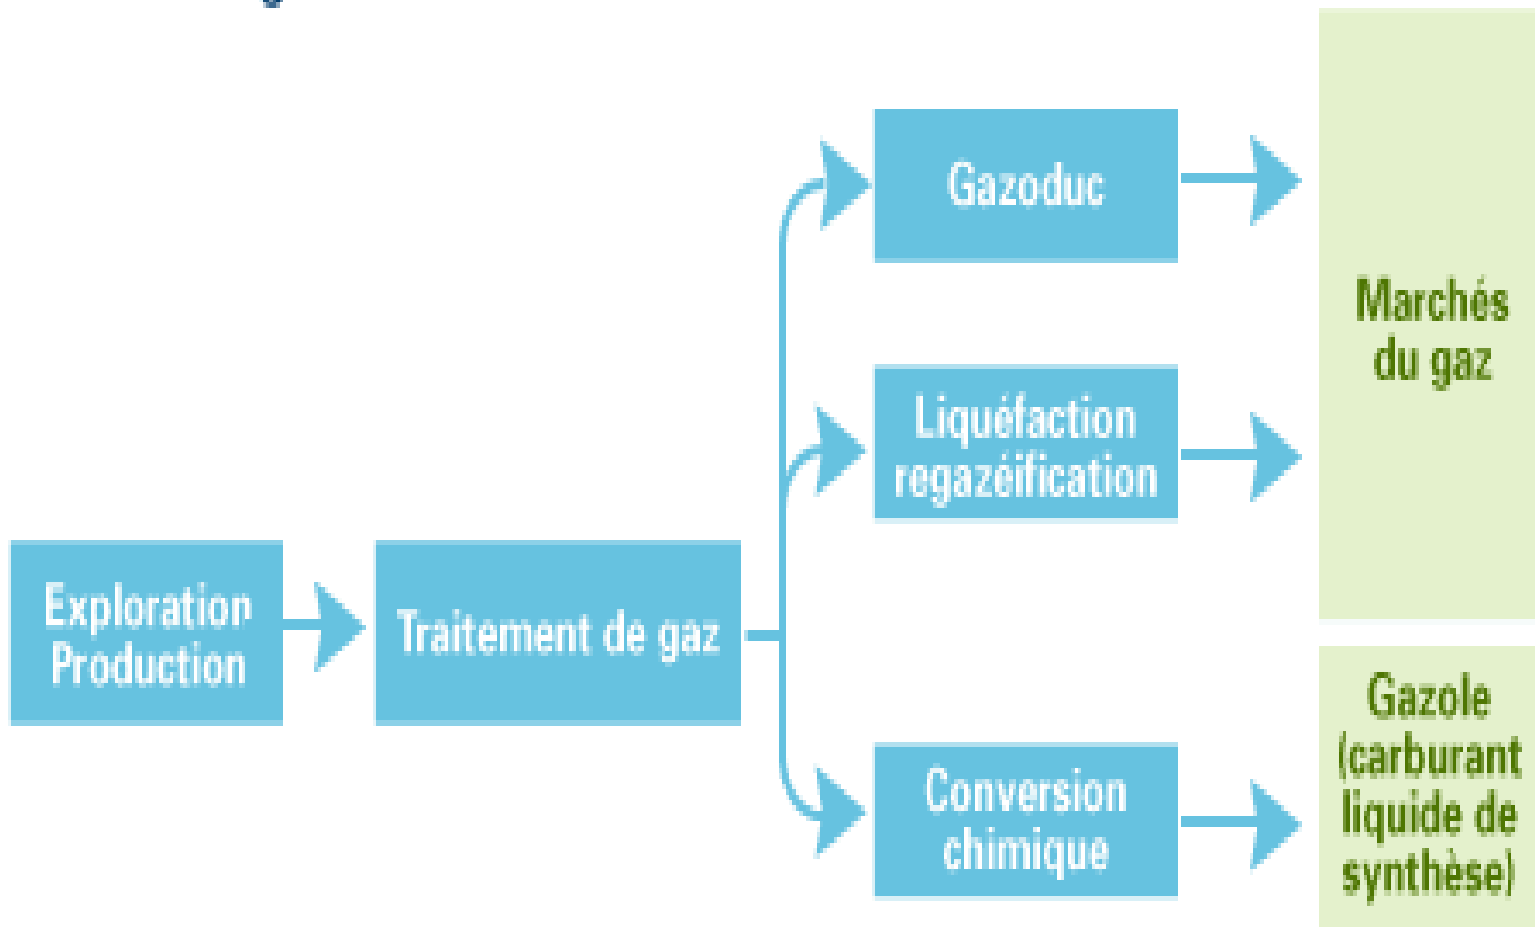 Gazoduc
Marchés
du gaz
Liquéfaction
regazéification
Exploration
Production
Traitement de gaz
Gazole
(carburant
liquide de
synthèse)
Conversion
chimique